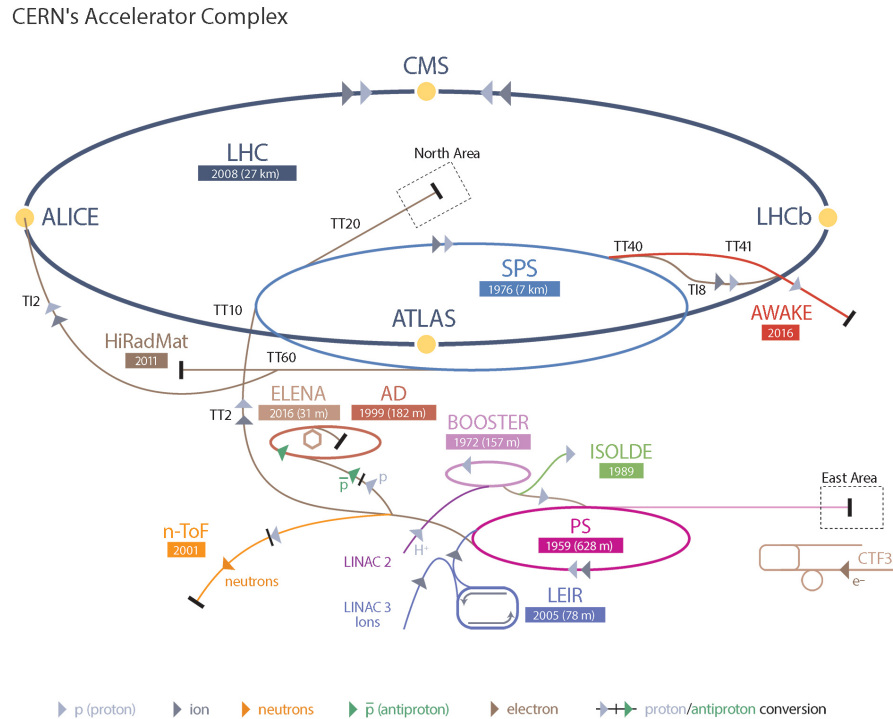 CERN's Accelerator Complex
CMS
LHC
2008 (27 km)
North Area
ALICE
LHCb
TT20
TT40
TT41
SPS
1976 (7 km)
TI8
TI2
TT10
ATLAS
AWAKE
2016
HiRadMat
2011
TT60
ELENA
2016 (31 m)
AD
1999 (182 m)
TT2
BOOSTER
1972 (157 m)
ISOLDE
1989
p
p̅
East Area
n-ToF
2001
PS
1959 (628 m)
H⁺
LINAC 2
neutrons
CTF3
e⁻
LINAC 3
Ions
LEIR
2005 (78 m)
p (proton)
ion
neutrons
p̅ (antiproton)
electron
proton/antiproton conversion